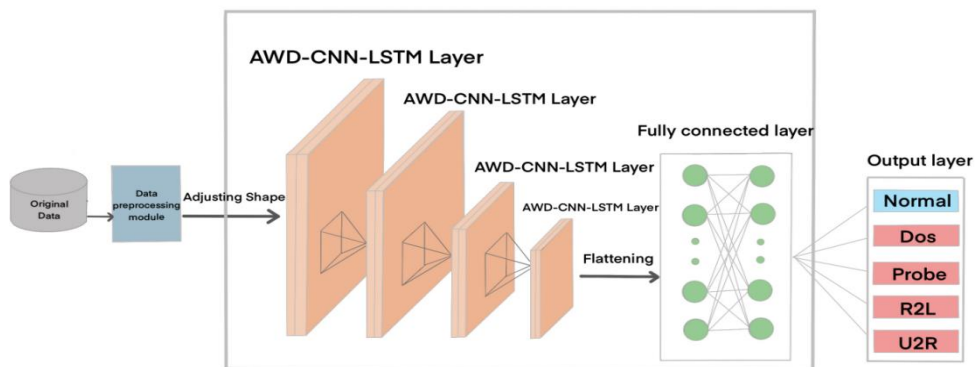 AWD-CNN-LSTM Layer
AWD-CNN-LSTM Layer
AWD-CNN-LSTM Layer
AWD-CNN-LSTM Layer
Original
Data
Data
preprocessing
module
Adjusting Shape
Flattening
Fully connected layer
Output layer
Normal
Dos
Probe
R2L
U2R